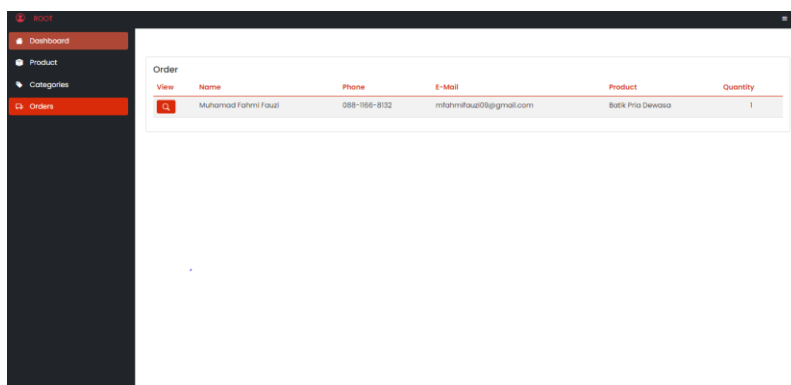 ROOT
Dashboard
Product
Categories
Orders
Order
View Name Phone E-Mail Product Quantity
Muhamad Fahmi Fauzi 088-1166-8132 mfahmifauzi09@gmail.com Batik Pria Dewasa 1